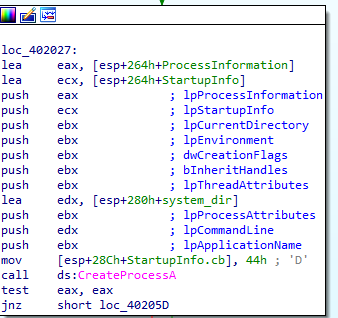 loc_402027:
lea     eax, [esp+264h+ProcessInformation]
lea     ecx, [esp+264h+StartupInfo]
push    eax             ; lpProcessInformation
push    ecx             ; lpStartupInfo
push    ebx             ; lpCurrentDirectory
push    ebx             ; lpEnvironment
push    ebx             ; dwCreationFlags
push    ebx             ; bInheritHandles
push    ebx             ; lpThreadAttributes
lea     edx, [esp+280h+system_dir]
push    ebx             ; lpProcessAttributes
push    edx             ; lpCommandLine
push    ebx             ; lpApplicationName
mov     [esp+28Ch+StartupInfo.cb], 44h ; 'D'
call    ds:CreateProcessA
test    eax, eax
jnz     short loc_40205D